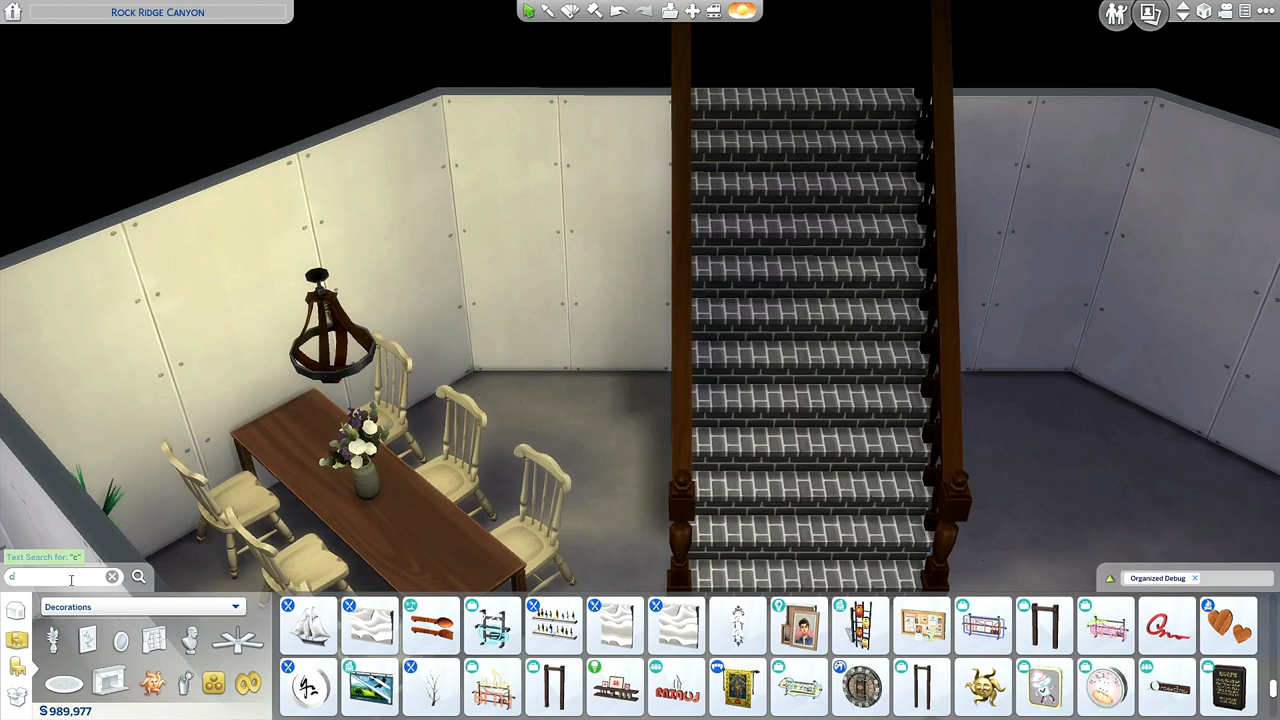 ROCK RIDGE CANYON
Text Search for: "c"
c
Decorations
Organized Debug
$989,977